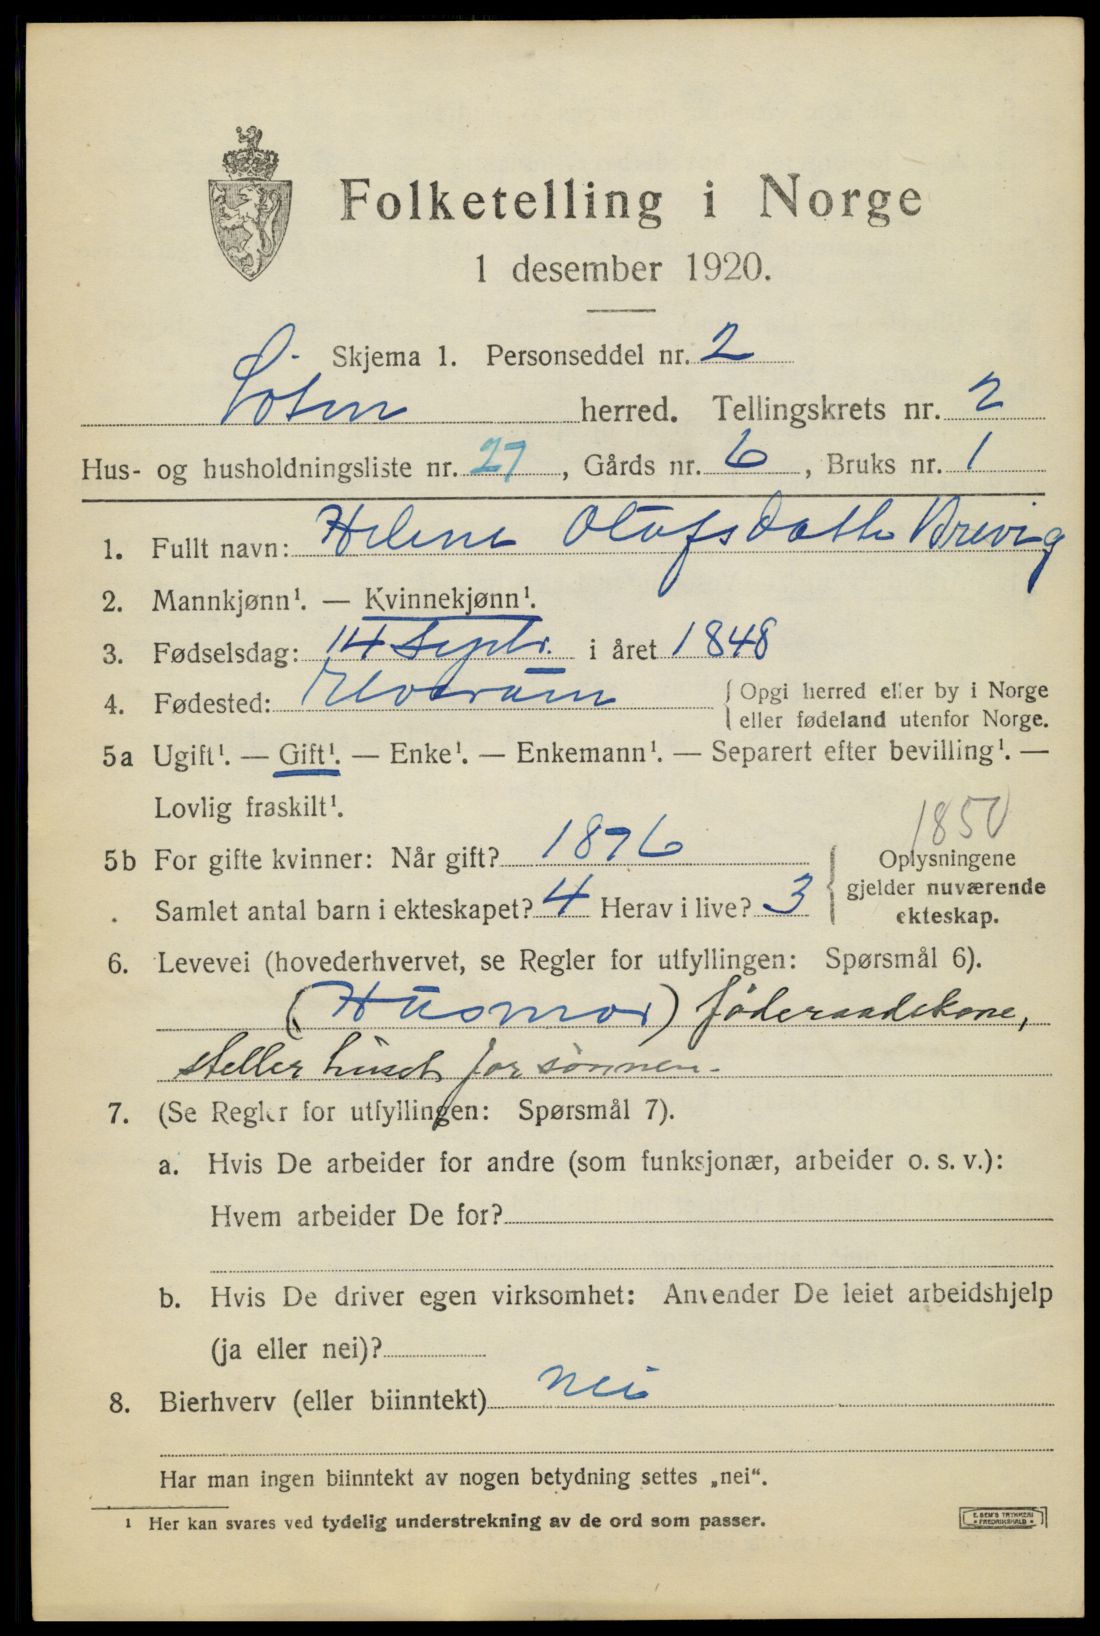 Folketelling i Norge
1 desember 1920.
Skjema 1. Personseddel nr. 2
Løten herred. Tellingskrets nr. 2
Hus- og husholdningsliste nr. 27, Gårds nr. 6, Bruks nr. 1
1. Fullt navn: Helene Olufsdatter Brevig
2. Mannkjønn¹. — Kvinnekjønn¹.
3. Fødselsdag: 14 Septbr. i året 1848
4. Fødested: Elverum { Opgi herred eller by i Norge
eller fødeland utenfor Norge.
5a Ugift¹. — Gift¹. — Enke¹. — Enkemann¹. — Separert efter bevilling¹. —
Lovlig fraskilt¹.
1850
5b For gifte kvinner: Når gift? 1876
Samlet antal barn i ekteskapet? 4 Herav i live? 3
{ Oplysningene
gjelder nuværende
ekteskap.
6. Levevei (hovederhvervet, se Regler for utfyllingen: Spørsmål 6).
(Husmor) føderaadskone,
steller huset for sønnen.
7. (Se Regler for utfyllingen: Spørsmål 7).
a. Hvis De arbeider for andre (som funksjonær, arbeider o. s. v.):
Hvem arbeider De for?
b. Hvis De driver egen virksomhet: Anvender De leiet arbeidshjelp
(ja eller nei)?
8. Bierhverv (eller biinntekt) nei
Har man ingen biinntekt av nogen betydning settes „nei“.
¹ Her kan svares ved tydelig understrekning av de ord som passer.
E. SEM'S TRYKKERI
FREDRIKSHALD